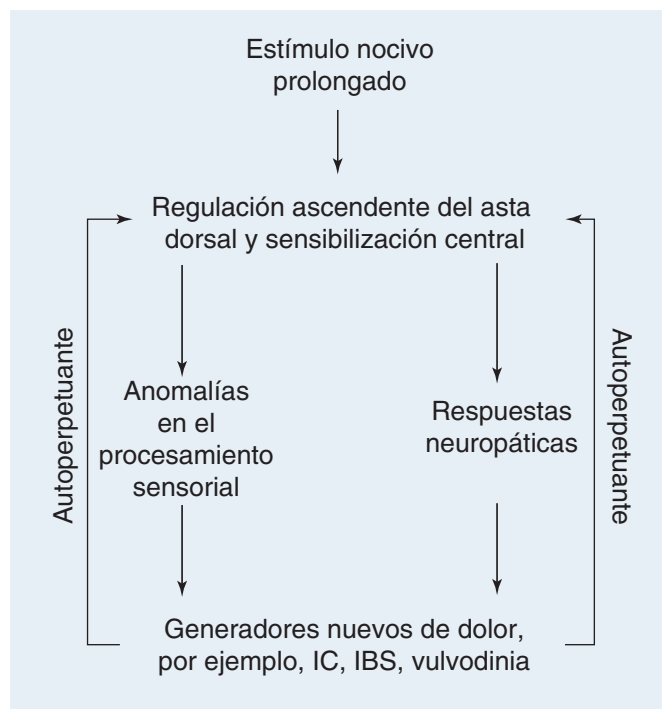 Estímulo nocivo
prolongado
Regulación ascendente del asta
dorsal y sensibilización central
Autoperpetuante
Anomalías
en el
procesamiento
sensorial
Respuestas
neuropáticas
Autoperpetuante
Generadores nuevos de dolor,
por ejemplo, IC, IBS, vulvodinia